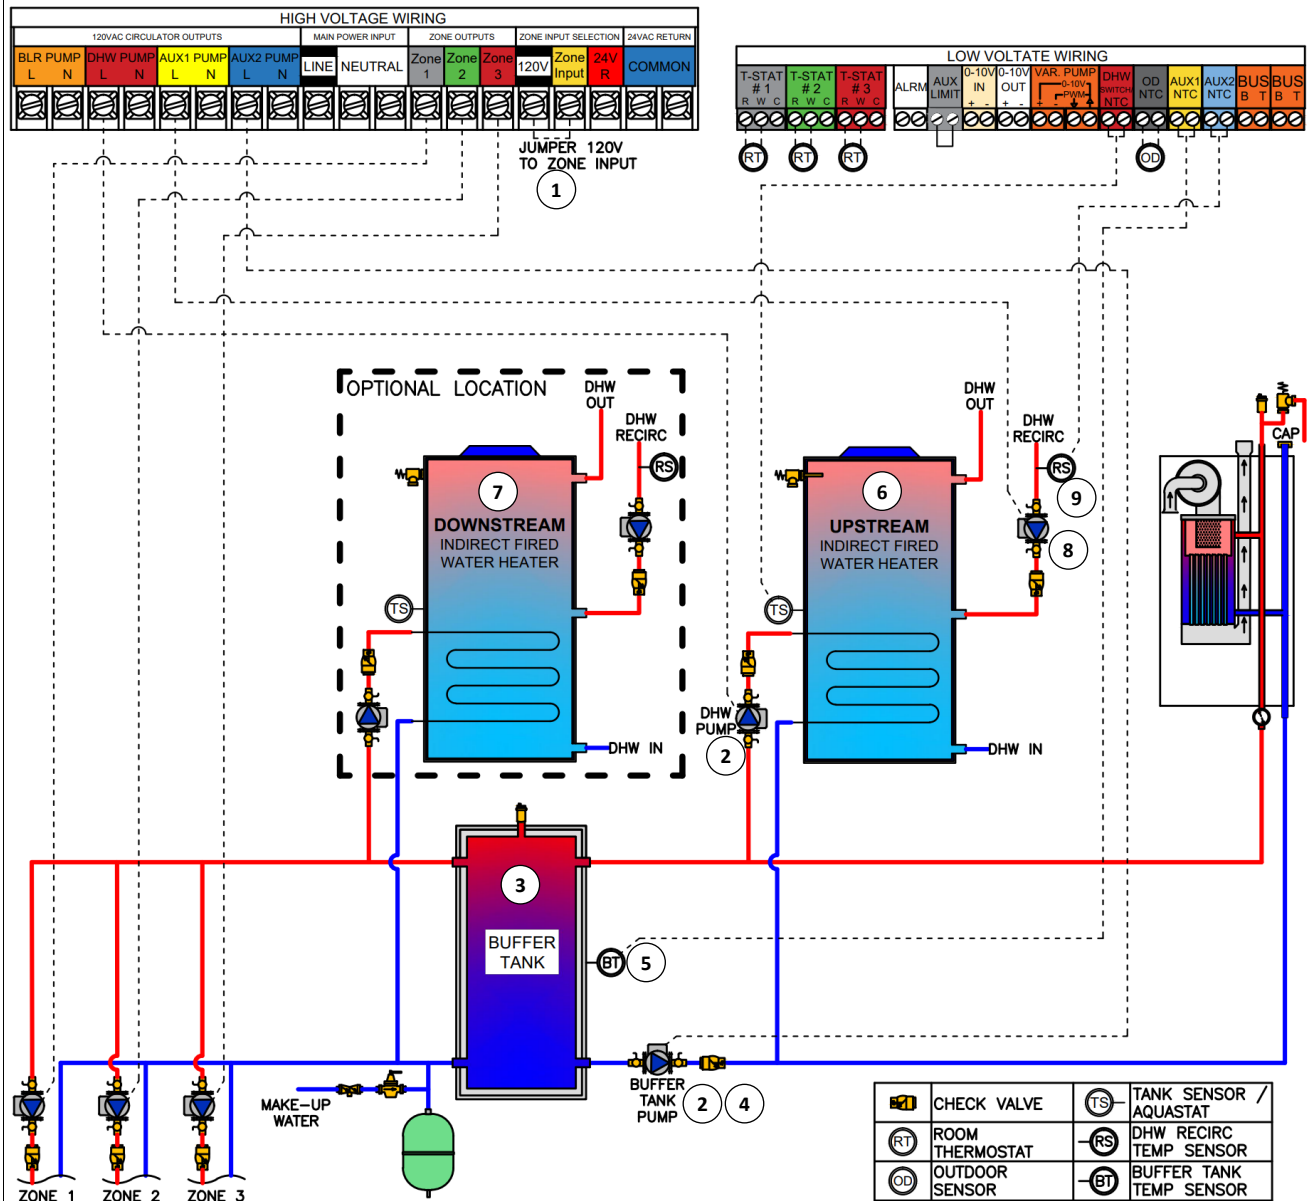 HIGH VOLTAGE WIRING
120VAC CIRCULATOR OUTPUTS
MAIN POWER INPUT
ZONE OUTPUTS
ZONE INPUT SELECTION
24VAC RETURN
BLR PUMP
L N
DHW PUMP
L N
AUX1 PUMP
L N
AUX2 PUMP
L N
LINE
NEUTRAL
Zone
1
Zone
2
Zone
3
120V
Zone
Input
24V
R
COMMON
JUMPER 120V
TO ZONE INPUT
1
LOW VOLTATE WIRING
T-STAT
# 1
R W C
T-STAT
# 2
R W C
T-STAT
# 3
R W C
ALRM
AUX
LIMIT
0-10V
IN
+ -
0-10V
OUT
+ -
VAR. PUMP
0-10V
PWM
+ -
DHW
SWITCH/
NTC
OD
NTC
AUX1
NTC
AUX2
NTC
BUS
B T
BUS
B T
RT
RT
RT
OD
OPTIONAL LOCATION
DHW
OUT
DHW
RECIRC
RS
7
DOWNSTREAM
INDIRECT FIRED
WATER HEATER
TS
DHW IN
DHW
OUT
DHW
RECIRC
RS
9
8
6
UPSTREAM
INDIRECT FIRED
WATER HEATER
TS
DHW
PUMP
2
DHW IN
CAP
3
BUFFER
TANK
BT
5
BUFFER
TANK
PUMP
2
4
MAKE-UP
WATER
ZONE 1
ZONE 2
ZONE 3
CHECK VALVE
TS
TANK SENSOR /
AQUASTAT
RT
ROOM
THERMOSTAT
RS
DHW RECIRC
TEMP SENSOR
OD
OUTDOOR
SENSOR
BT
BUFFER TANK
TEMP SENSOR